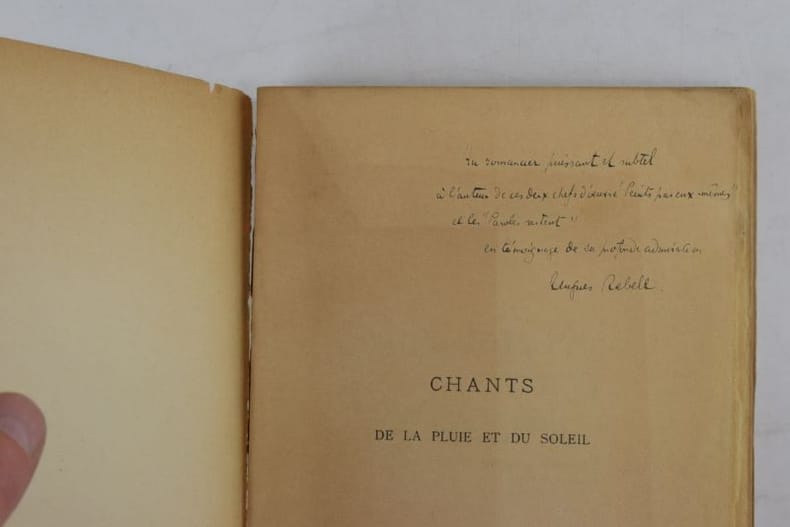 au romancier puissant et subtil
à l'auteur de ces deux chefs d'œuvre "Peints par eux-mêmes"
et les "Paroles restent"
en témoignage de sa profonde admiration
Hugues Rebell.
CHANTS
DE LA PLUIE ET DU SOLEIL